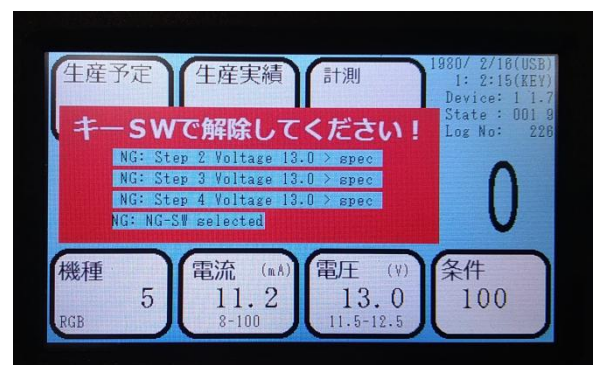 生産予定
生産実績
計測
1980/ 2/16(USB)
1: 2:15(KEY)
Device: 1 1.7
State : 001 9
Log No: 226
キーSWで解除してください！
NG: Step 2 Voltage 13.0 > spec
NG: Step 3 Voltage 13.0 > spec
NG: Step 4 Voltage 13.0 > spec
NG: NG-SW selected
0
機種
5
RGB
電流 (mA)
11.2
8-100
電圧 (V)
13.0
11.5-12.5
条件
100